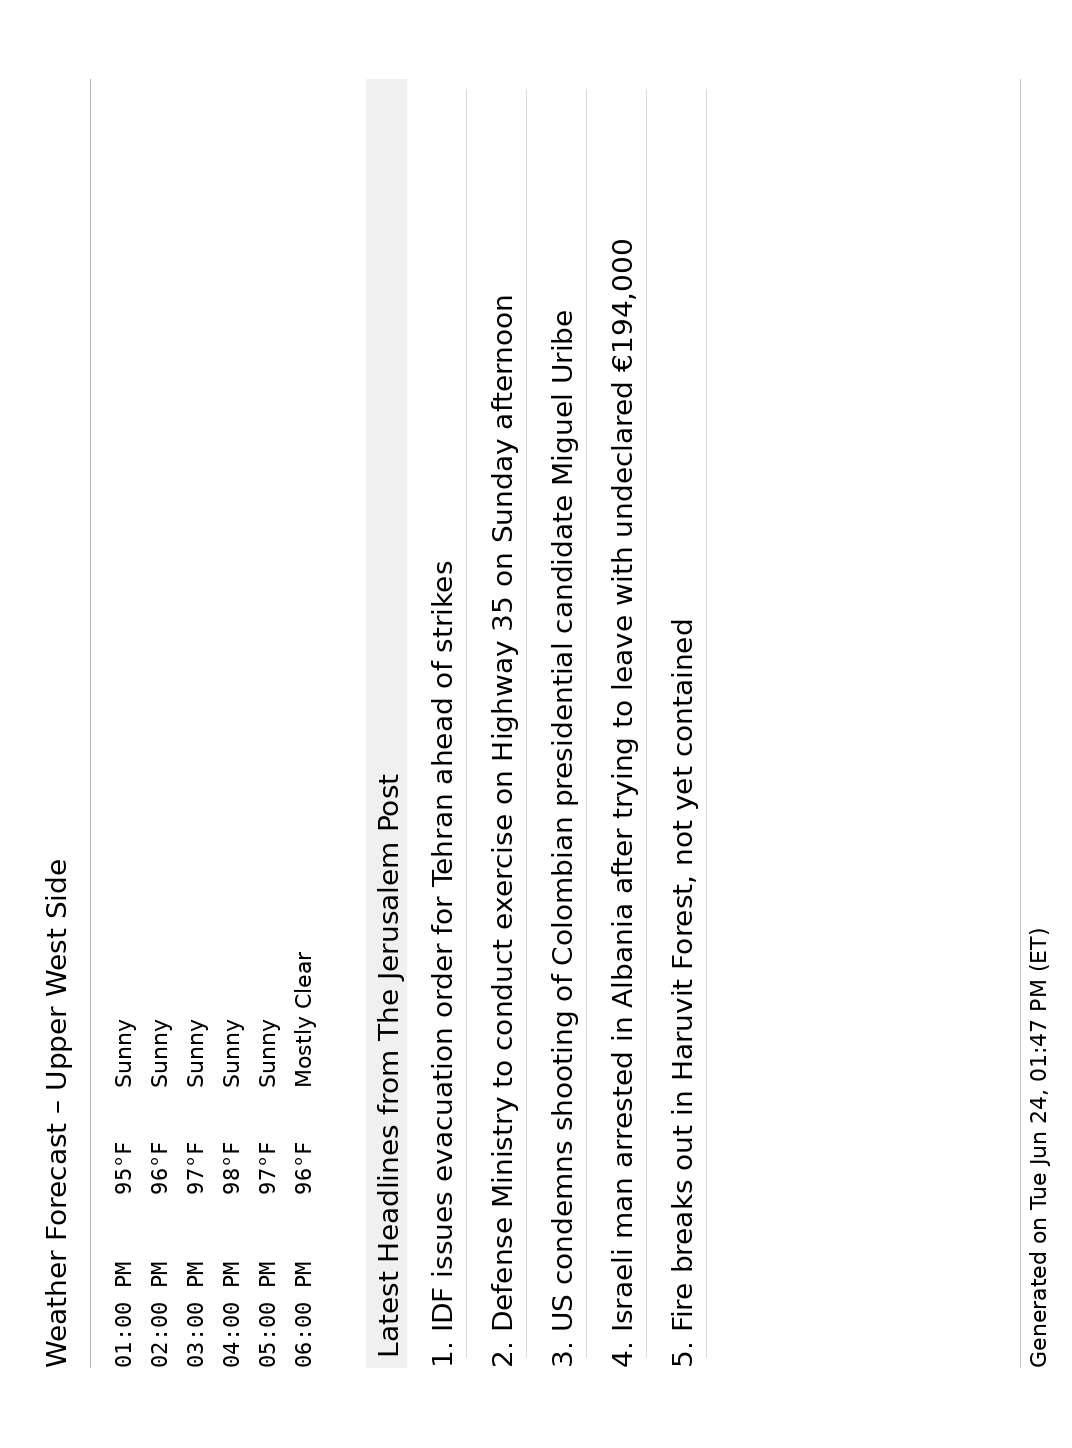 Weather Forecast – Upper West Side
01:00 PM 95°F Sunny
02:00 PM 96°F Sunny
03:00 PM 97°F Sunny
04:00 PM 98°F Sunny
05:00 PM 97°F Sunny
06:00 PM 96°F Mostly Clear
Latest Headlines from The Jerusalem Post
1. IDF issues evacuation order for Tehran ahead of strikes
2. Defense Ministry to conduct exercise on Highway 35 on Sunday afternoon
3. US condemns shooting of Colombian presidential candidate Miguel Uribe
4. Israeli man arrested in Albania after trying to leave with undeclared €194,000
5. Fire breaks out in Haruvit Forest, not yet contained
Generated on Tue Jun 24, 01:47 PM (ET)